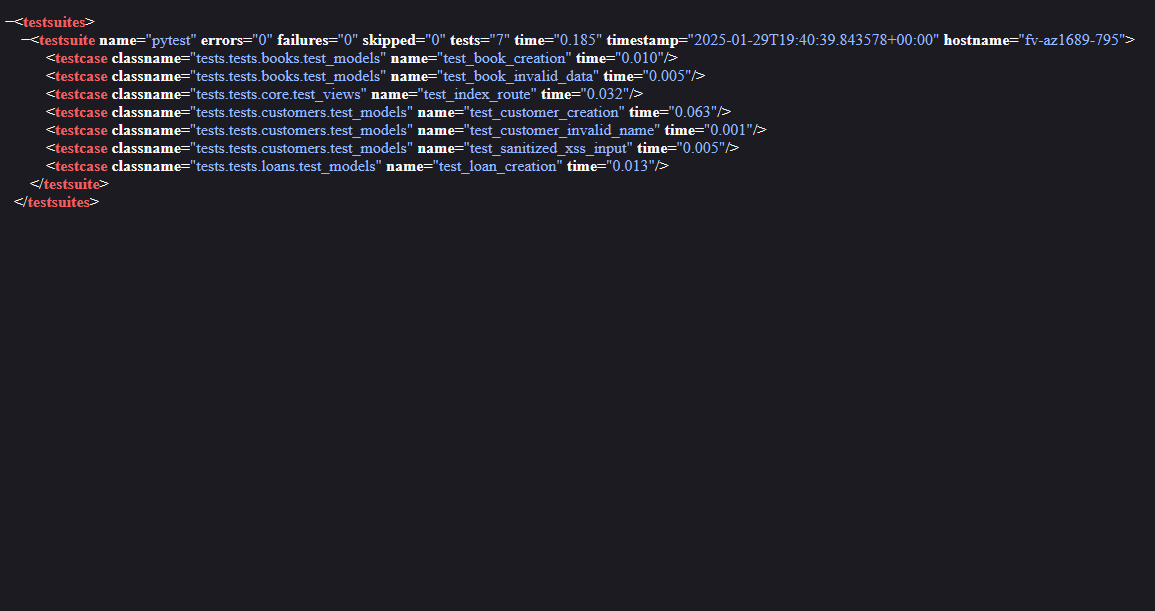 −<testsuites>
−<testsuite name="pytest" errors="0" failures="0" skipped="0" tests="7" time="0.185" timestamp="2025-01-29T19:40:39.843578+00:00" hostname="fv-az1689-795">
<testcase classname="tests.tests.books.test_models" name="test_book_creation" time="0.010"/>
<testcase classname="tests.tests.books.test_models" name="test_book_invalid_data" time="0.005"/>
<testcase classname="tests.tests.core.test_views" name="test_index_route" time="0.032"/>
<testcase classname="tests.tests.customers.test_models" name="test_customer_creation" time="0.063"/>
<testcase classname="tests.tests.customers.test_models" name="test_customer_invalid_name" time="0.001"/>
<testcase classname="tests.tests.customers.test_models" name="test_sanitized_xss_input" time="0.005"/>
<testcase classname="tests.tests.loans.test_models" name="test_loan_creation" time="0.013"/>
</testsuite>
</testsuites>